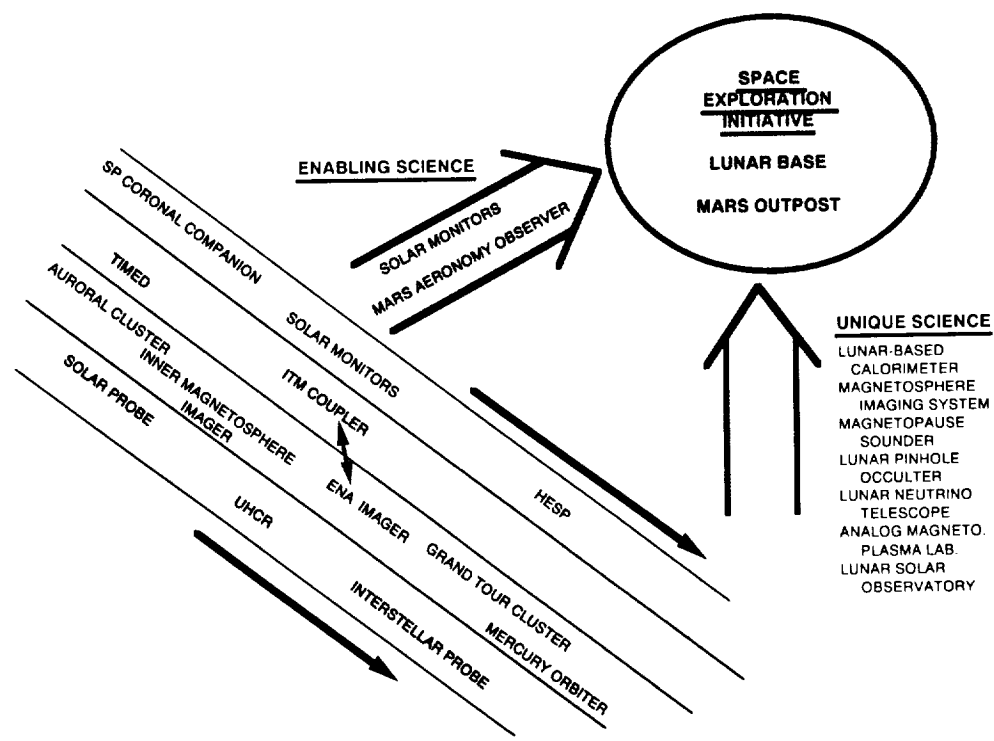 SPACE
EXPLORATION
INITIATIVE
LUNAR BASE
MARS OUTPOST
ENABLING SCIENCE
SOLAR MONITORS
MARS AERONOMY OBSERVER
SP CORONAL COMPANION
SOLAR MONITORS
HESP
TIMED
ITM COUPLER
AURORAL CLUSTER
INNER MAGNETOSPHERE
IMAGER
ENA IMAGER
GRAND TOUR CLUSTER
MERCURY ORBITER
SOLAR PROBE
UHCR
INTERSTELLAR PROBE
UNIQUE SCIENCE
LUNAR-BASED
CALORIMETER
MAGNETOSPHERE
IMAGING SYSTEM
MAGNETOPAUSE
SOUNDER
LUNAR PINHOLE
OCCULTER
LUNAR NEUTRINO
TELESCOPE
ANALOG MAGNETO.
PLASMA LAB.
LUNAR SOLAR
OBSERVATORY